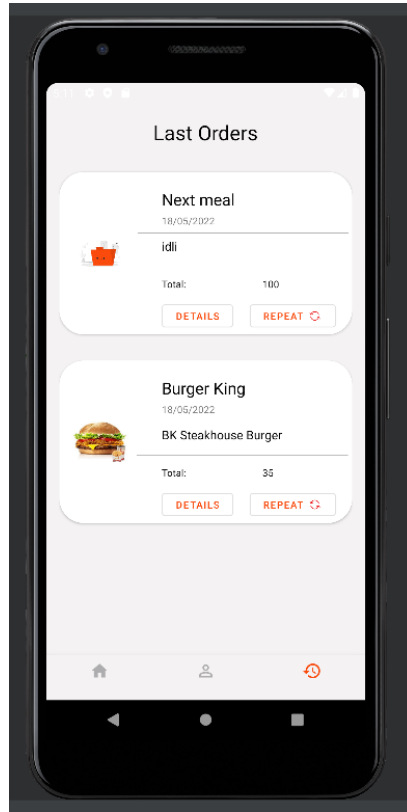 Last Orders
Next meal
18/05/2022
idli
Total: 100
DETAILS REPEAT
Burger King
18/05/2022
BK Steakhouse Burger
Total: 35
DETAILS REPEAT